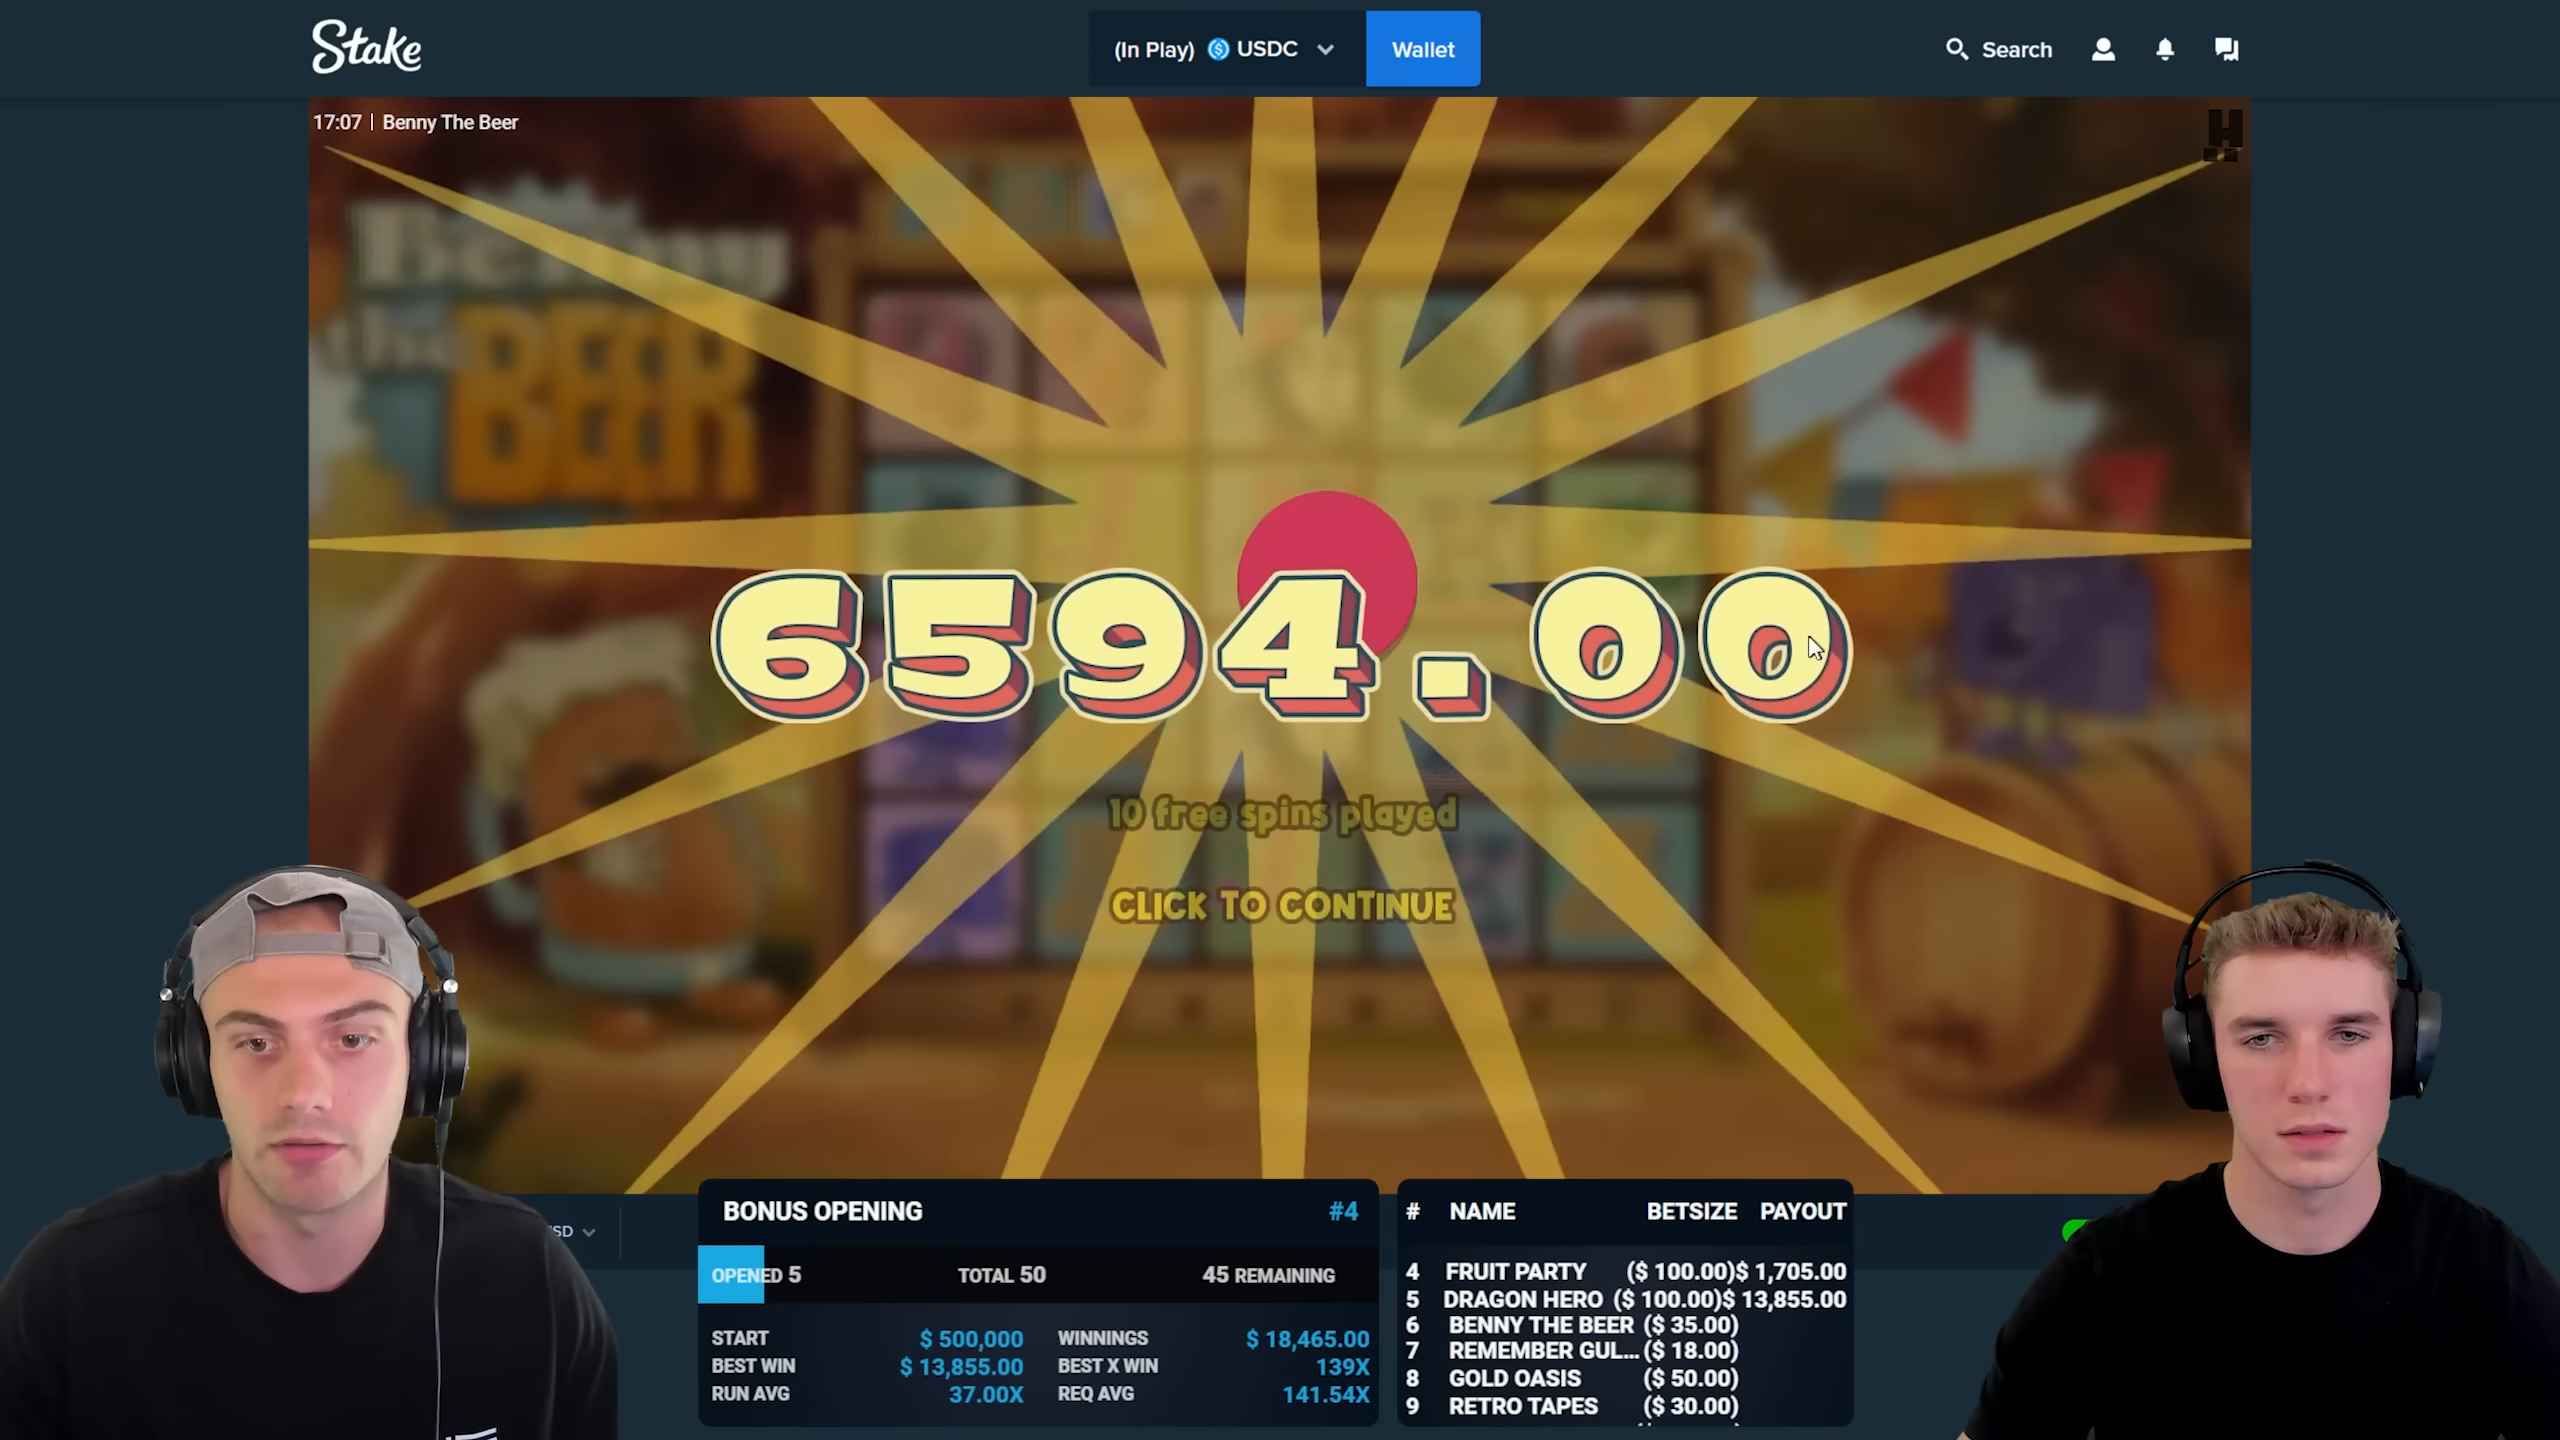 Stake
(In Play) USDC
Wallet
Search
17:07 | Benny The Beer
Benny
the BEER
6594.00
10 free spins played
CLICK TO CONTINUE
SD
BONUS OPENING #4
OPENED 5 TOTAL 50 45 REMAINING
START $ 500,000 WINNINGS $ 18,465.00
BEST WIN $ 13,855.00 BEST X WIN 139X
RUN AVG 37.00X REQ AVG 141.54X
# NAME BETSIZE PAYOUT
4 FRUIT PARTY ($ 100.00)$ 1,705.00
5 DRAGON HERO ($ 100.00)$ 13,855.00
6 BENNY THE BEER ($ 35.00)
7 REMEMBER GUL... ($ 18.00)
8 GOLD OASIS ($ 50.00)
9 RETRO TAPES ($ 30.00)